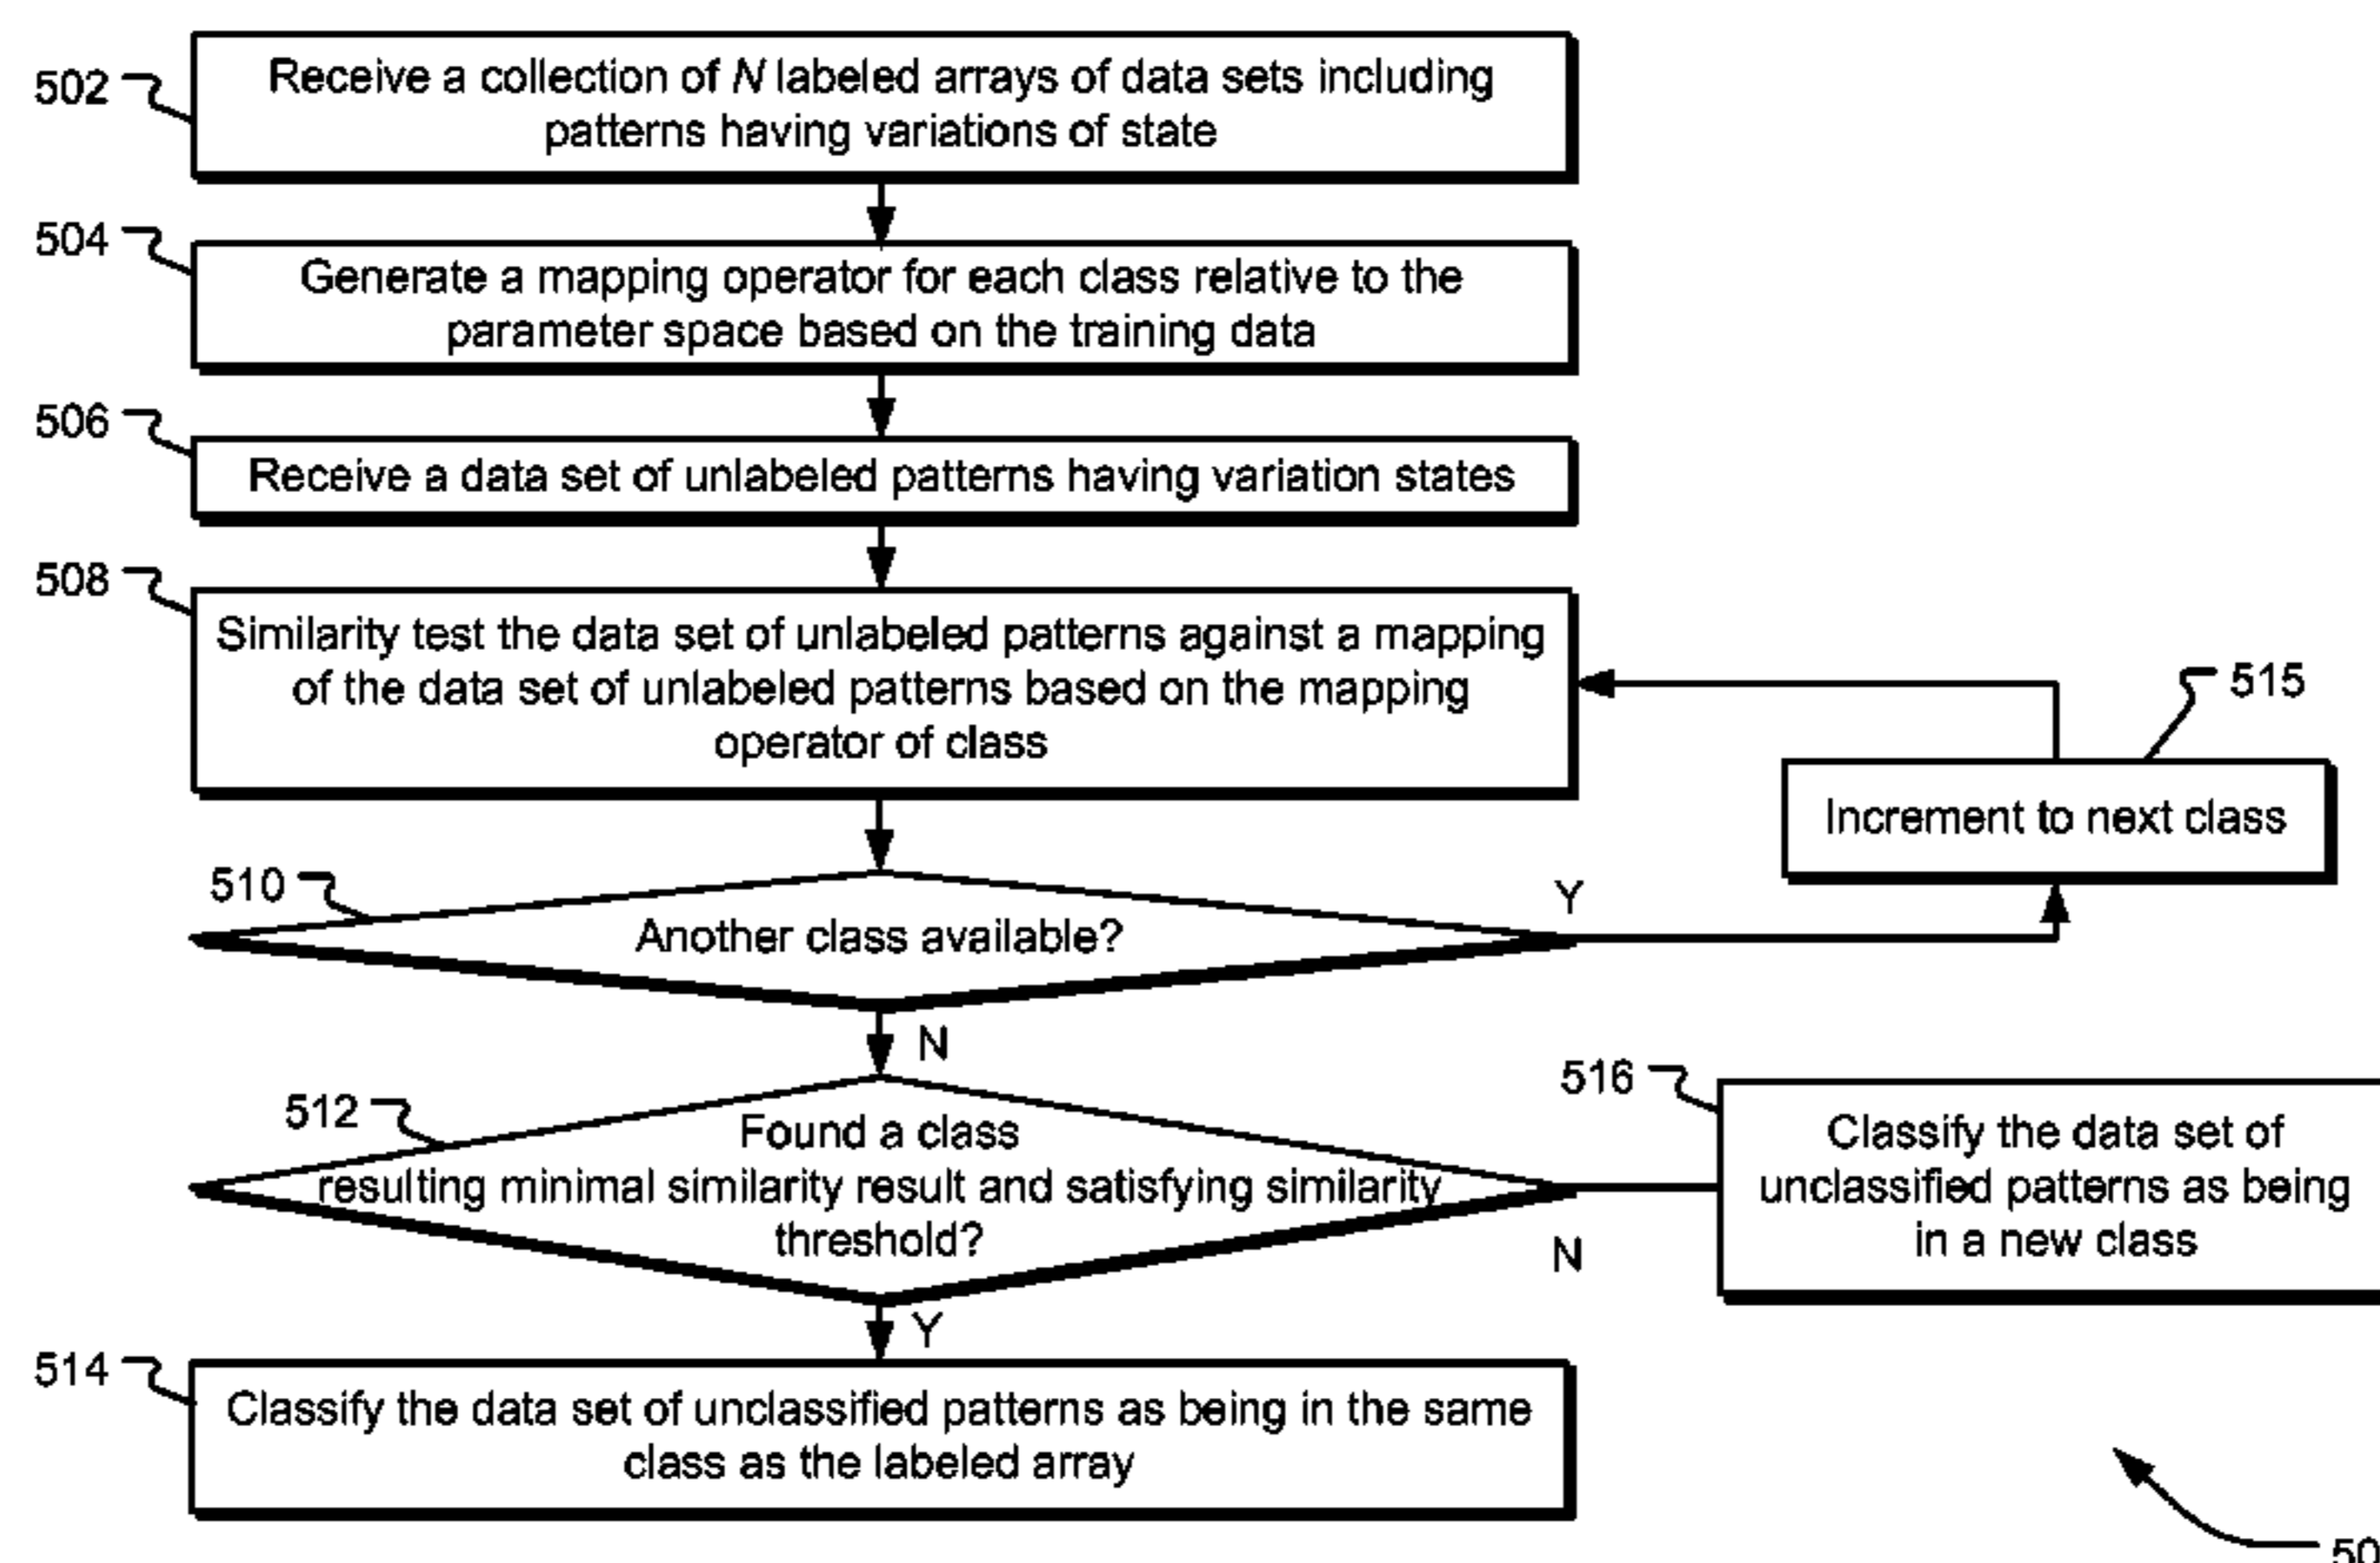 502
Receive a collection of N labeled arrays of data sets including
patterns having variations of state
504
Generate a mapping operator for each class relative to the
parameter space based on the training data
506
Receive a data set of unlabeled patterns having variation states
508
Similarity test the data set of unlabeled patterns against a mapping
of the data set of unlabeled patterns based on the mapping
operator of class
515
Increment to next class
510
Another class available?
Y
N
512
Found a class
resulting minimal similarity result and satisfying similarity
threshold?
N
Y
516
Classify the data set of
unclassified patterns as being
in a new class
514
Classify the data set of unclassified patterns as being in the same
class as the labeled array